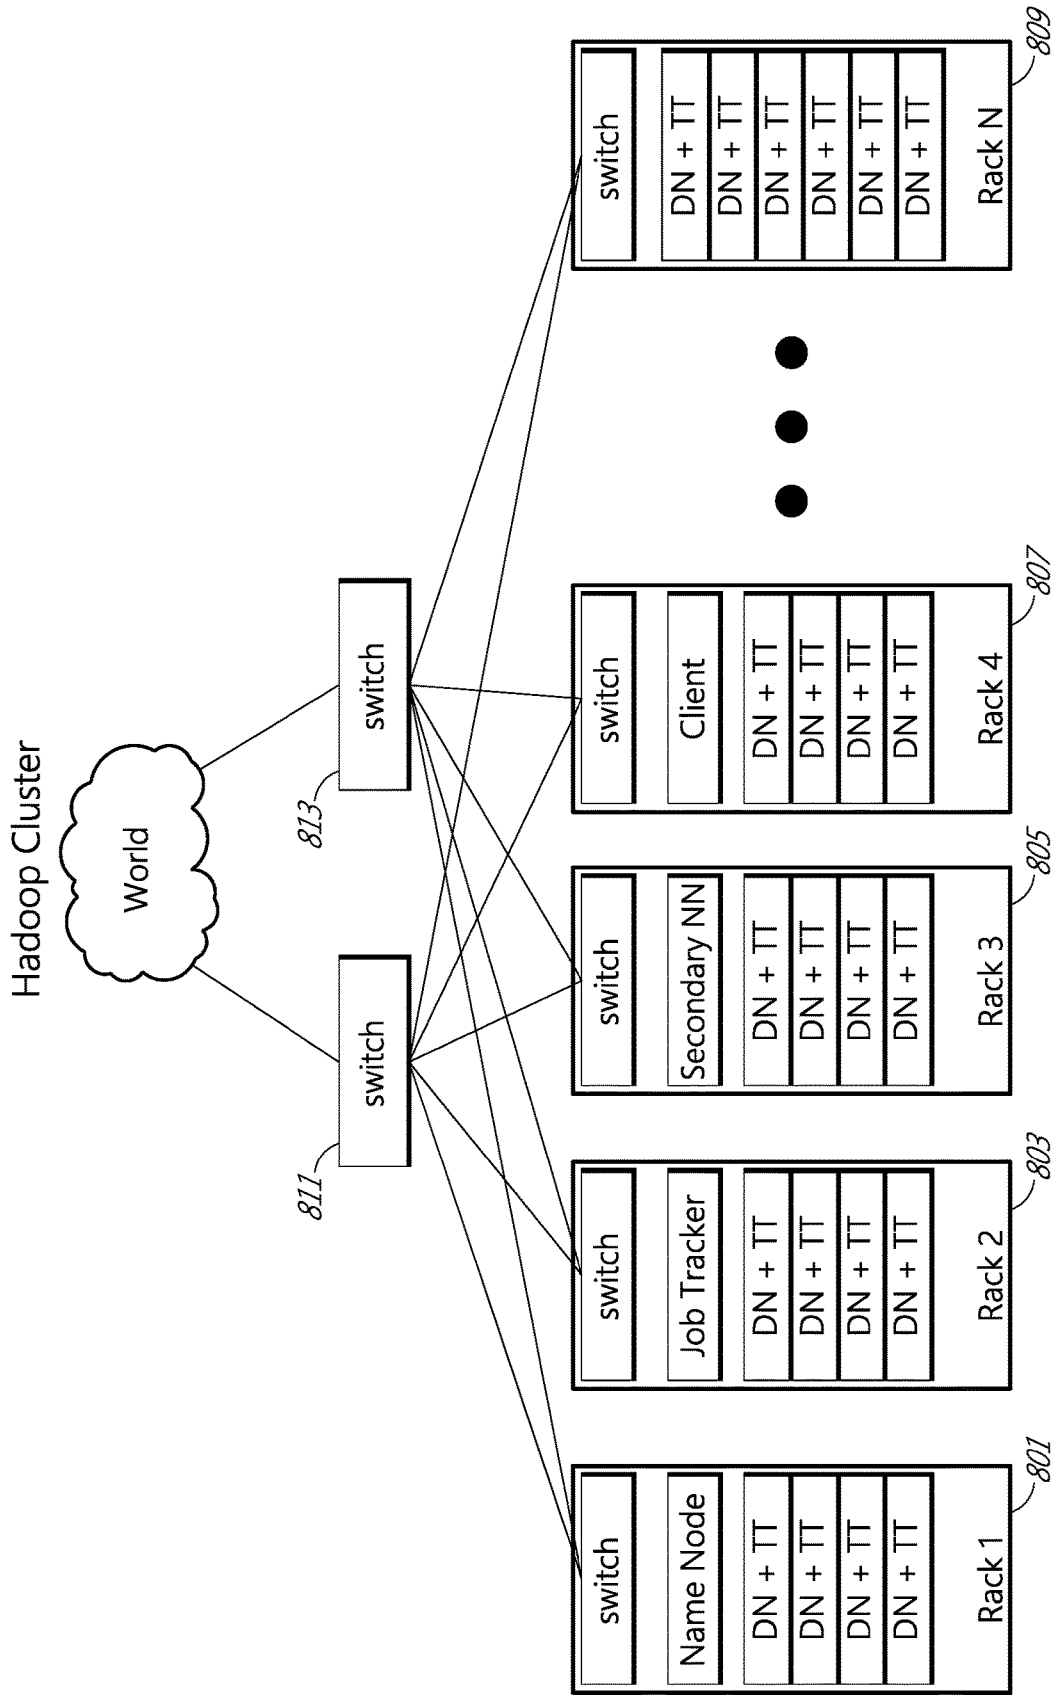 Hadoop Cluster
World
811
switch
813
switch
switch
Name Node
DN + TT
DN + TT
DN + TT
DN + TT
Rack 1
801
switch
Job Tracker
DN + TT
DN + TT
DN + TT
DN + TT
Rack 2
803
switch
Secondary NN
DN + TT
DN + TT
DN + TT
DN + TT
Rack 3
805
switch
Client
DN + TT
DN + TT
DN + TT
DN + TT
Rack 4
807
switch
DN + TT
DN + TT
DN + TT
DN + TT
DN + TT
DN + TT
Rack N
809